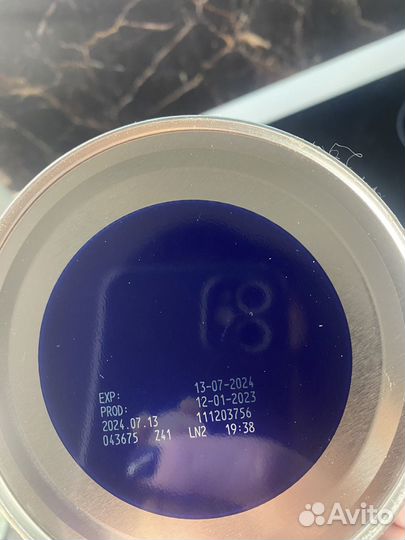 EXP: 13-07-2024
PROD: 12-01-2023
2024.07.13 111203756
043675 Z41 LN2 19:38
Avito